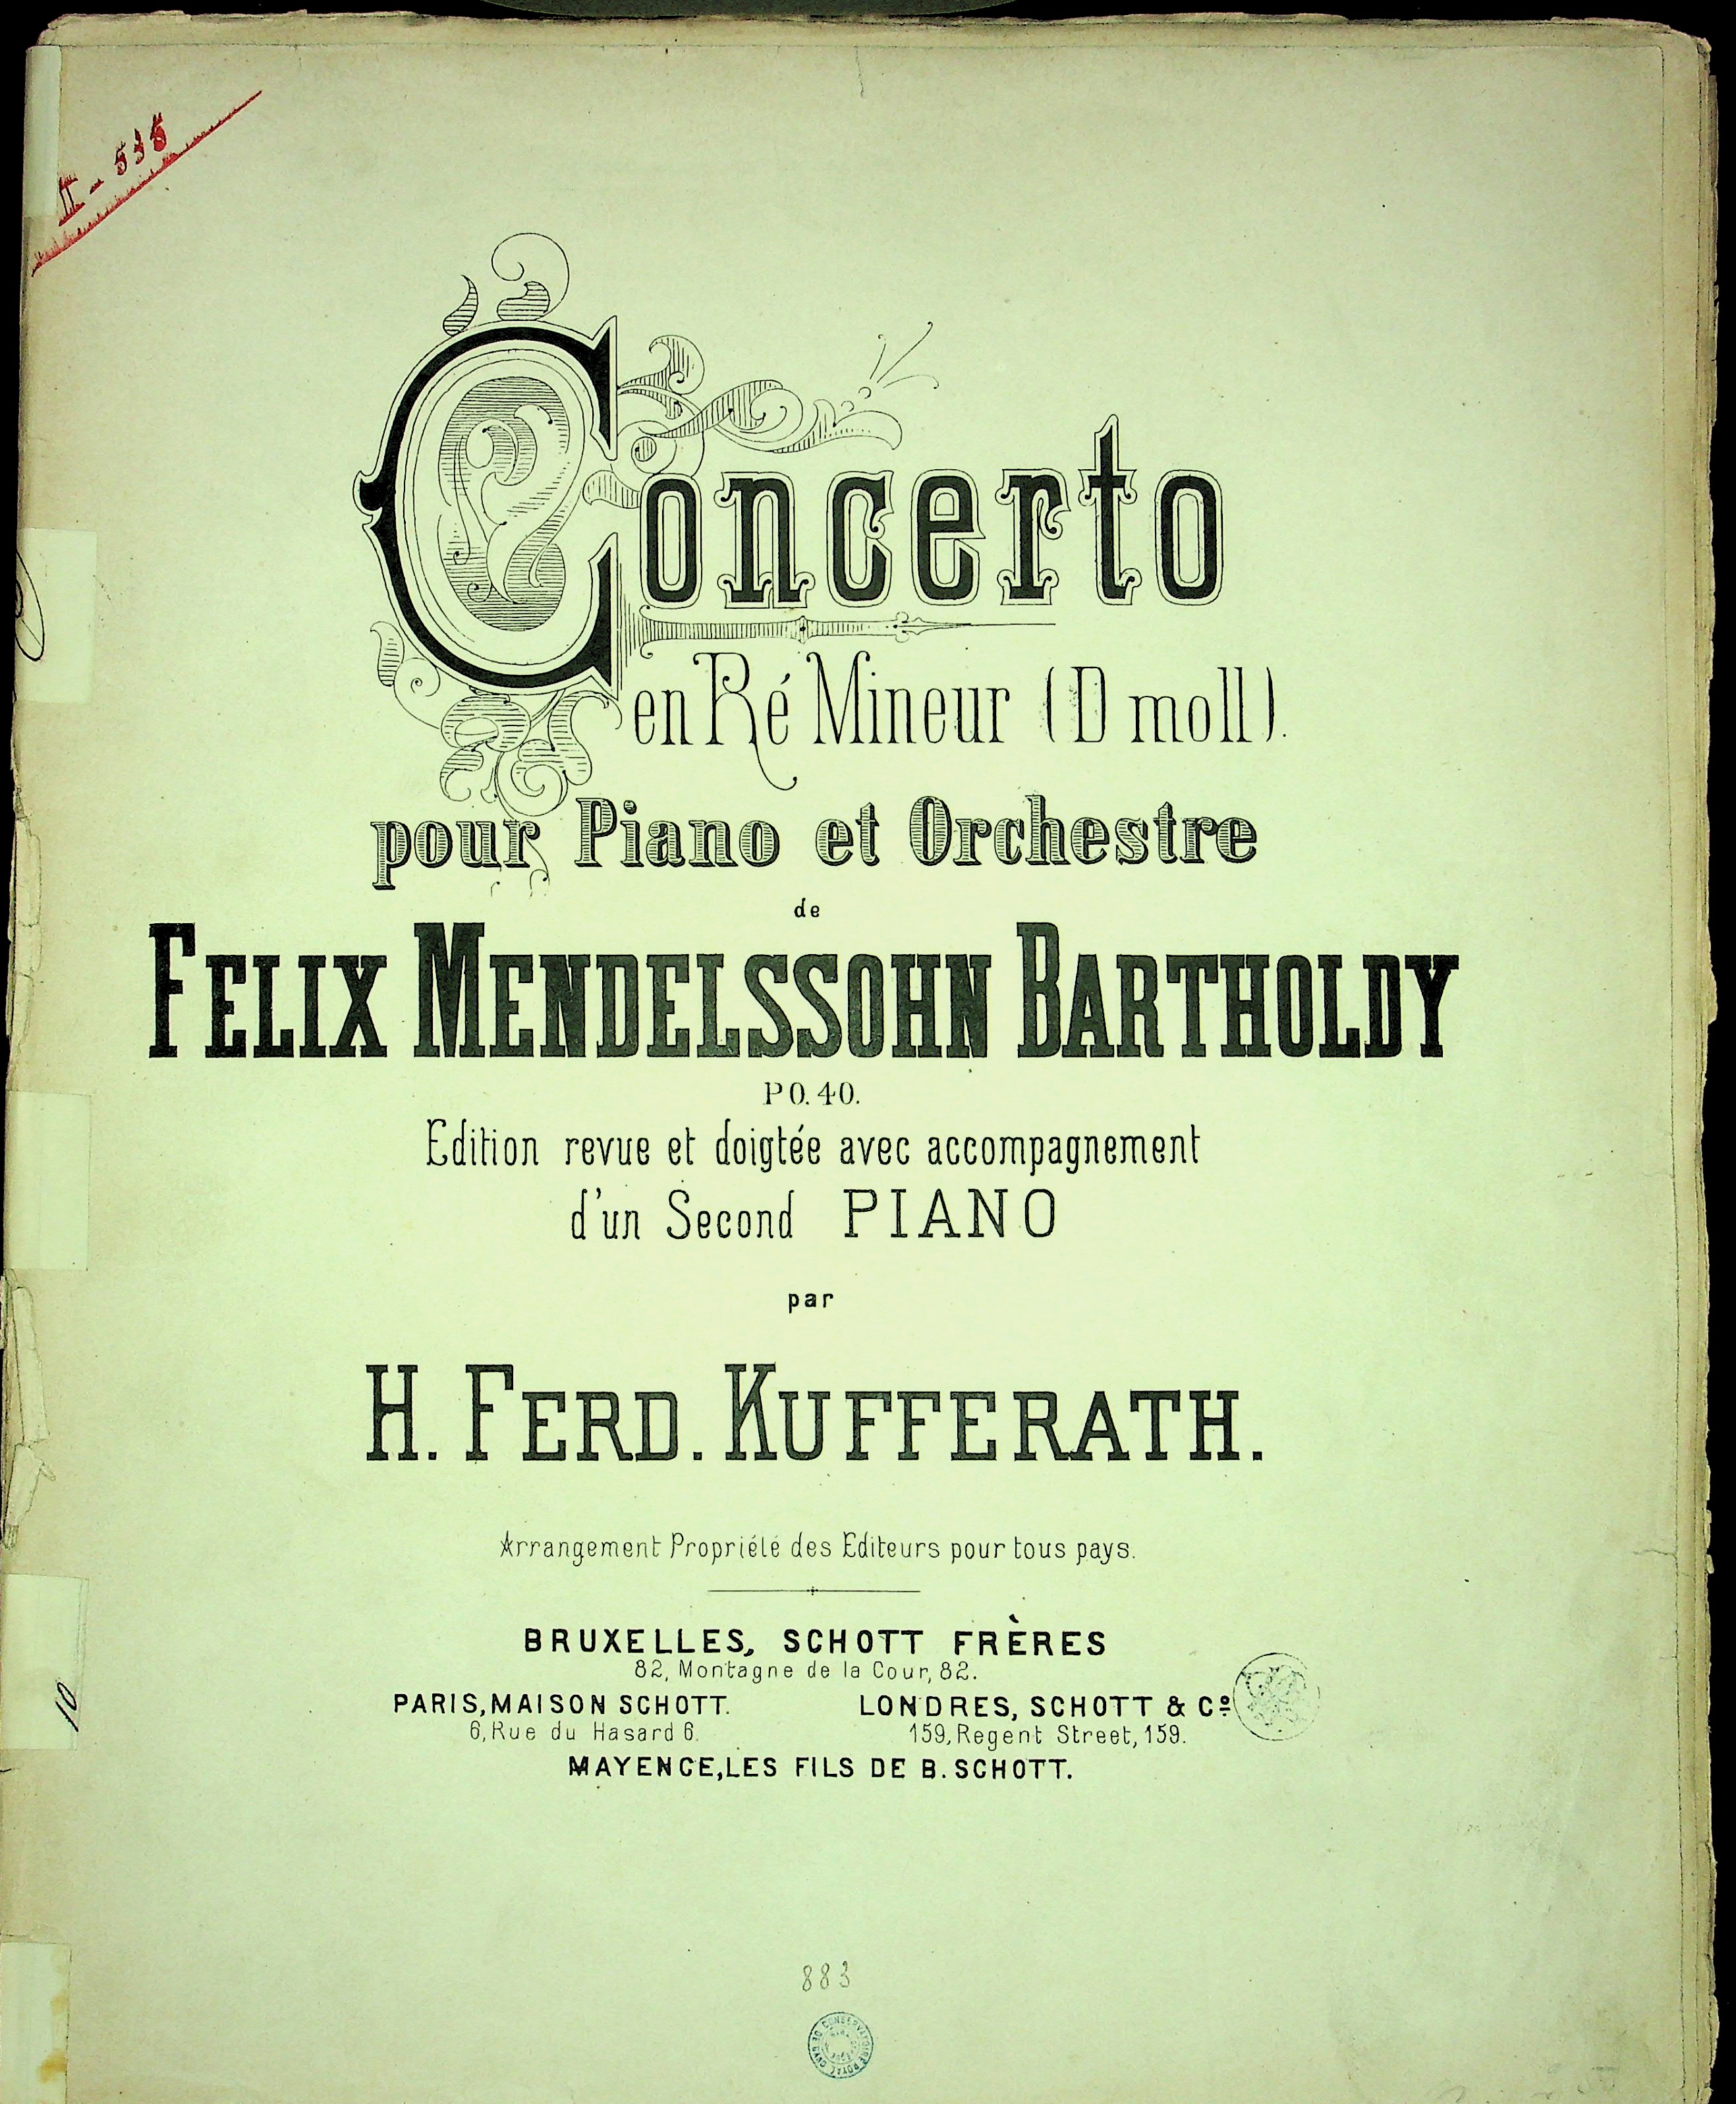 II - 535
Concerto
en Ré Mineur (D moll).
pour Piano et Orchestre
de
FELIX MENDELSSOHN BARTHOLDY
PO. 40.
Edition revue et doigtée avec accompagnement
d'un Second PIANO
par
H. FERD. KUFFERATH.
Arrangement Propriélé des Editeurs pour tous pays.
BRUXELLES, SCHOTT FRÈRES
82, Montagne de la Cour, 82.
PARIS, MAISON SCHOTT.
6, Rue du Hasard 6.
LONDRES, SCHOTT & Cº
159, Regent Street, 159.
MAYENCE, LES FILS DE B. SCHOTT.
10
883
CONSERVATOIRE ROYAL DE GAND